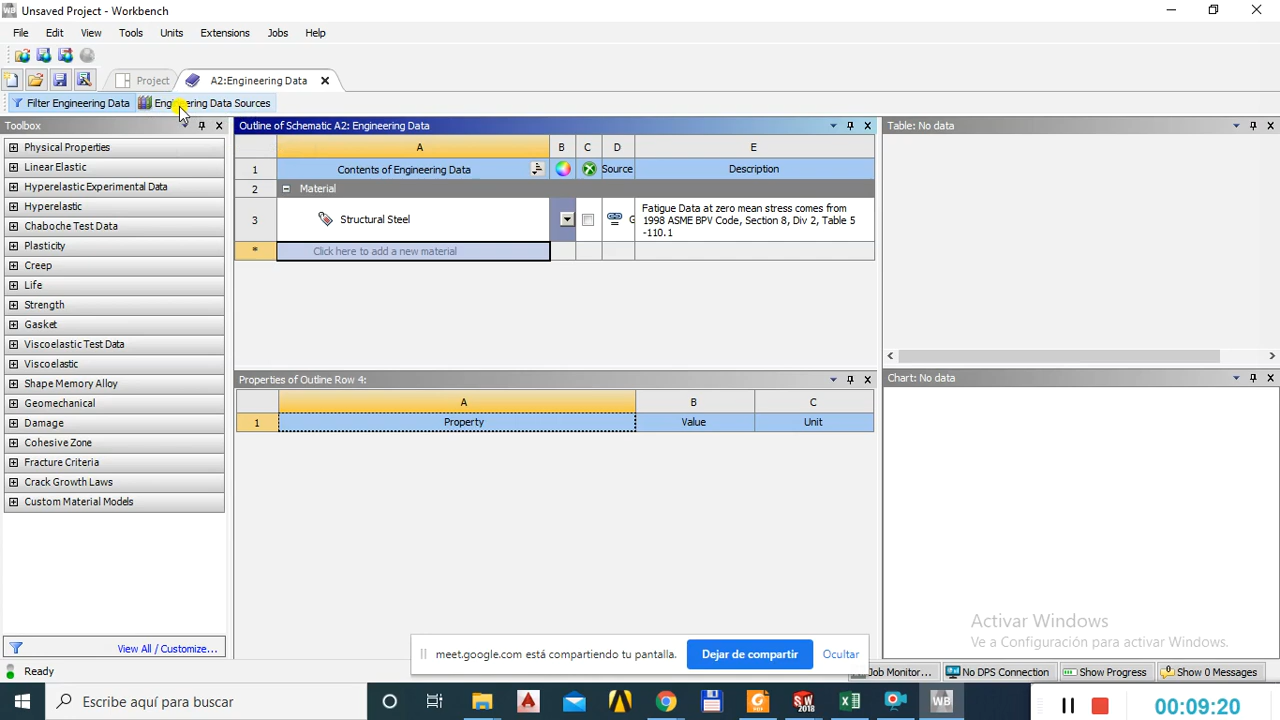 Unsaved Project - Workbench
File Edit View Tools Units Extensions Jobs Help
Project A2:Engineering Data
Filter Engineering Data Engineering Data Sources
Toolbox
Physical Properties
Linear Elastic
Hyperelastic Experimental Data
Hyperelastic
Chaboche Test Data
Plasticity
Creep
Life
Strength
Gasket
Viscoelastic Test Data
Viscoelastic
Shape Memory Alloy
Geomechanical
Damage
Cohesive Zone
Fracture Criteria
Crack Growth Laws
Custom Material Models
View All / Customize...
Outline of Schematic A2: Engineering Data
A B C D E
1 Contents of Engineering Data Source Description
2 Material
3 Structural Steel G Fatigue Data at zero mean stress comes from
1998 ASME BPV Code, Section 8, Div 2, Table 5
-110.1
* Click here to add a new material
Properties of Outline Row 4:
A B C
1 Property Value Unit
Table: No data
Chart: No data
Activar Windows
Ve a Configuración para activar Windows.
meet.google.com está compartiendo tu pantalla. Dejar de compartir Ocultar
Ready
Job Monitor... No DPS Connection Show Progress Show 0 Messages
Escribe aquí para buscar
00:09:20